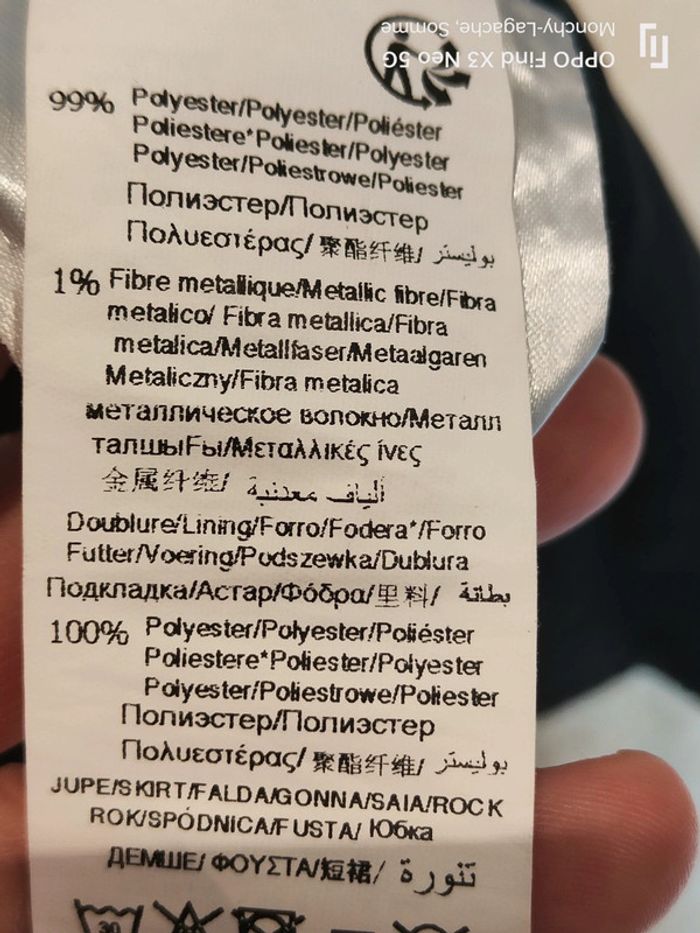 OPPO Find X3 Neo 5G
Monchy-Lagache, Somme
99% Polyester/Polyester/Poliéster
Poliestere*Poliester/Polyester
Polyester/Poliestrowe/Poliester
Полиэстер/Полиэстер
Πολυεστέρας/聚酯纤维/ بوليستر
1% Fibre metallique/Metallic fibre/Fibra
metalico/ Fibra metallica/Fibra
metalica/Metallfaser/Metaalgaren
Metaliczny/Fibra metalica
металлическое волокно/Металл
талшыFы/Μεταλλικές ίνες
金属纤维/ ألياف معدنية
Doublure/Lining/Forro/Fodera*/Forro
Futter/Voering/Podszewka/Dublura
Подкладка/Астар/Φόδρα/里料/ بطانة
100% Polyester/Polyester/Poliéster
Poliestere*Poliester/Polyester
Polyester/Poliestrowe/Poliester
Полиэстер/Полиэстер
Πολυεστέρας/ 聚酯纤维/ بوليستر
JUPE/SKIRT/FALDA/GONNA/SAIA/ROCK
ROK/SPÓDNICA/FUSTA/ Юбка
ДЕМШЕ/ ΦΟΥΣΤΑ/短裙/ تنورة
30